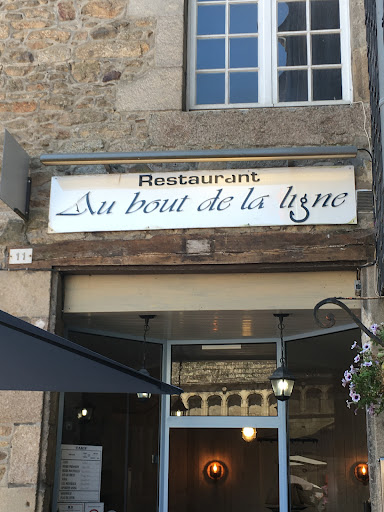 Restaurant
Au bout de la ligne
11